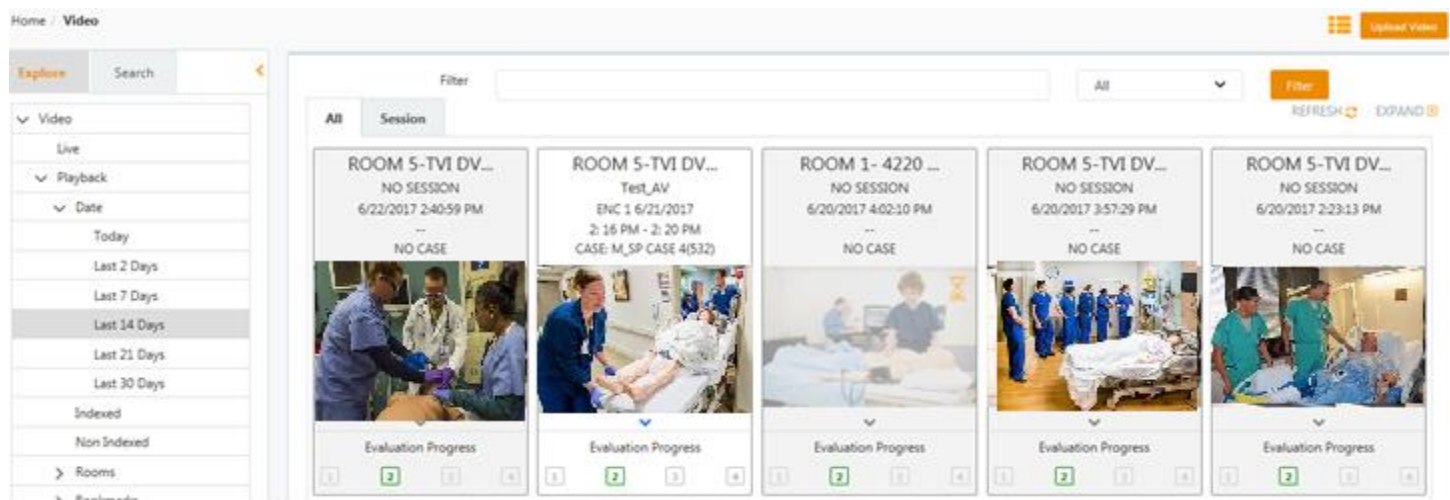 Home / Video
Upload Video
Explore
Search
Video
Live
Playback
Date
Today
Last 2 Days
Last 7 Days
Last 14 Days
Last 21 Days
Last 30 Days
Indexed
Non Indexed
Rooms
Bookmarks
Filter
All
Filter
REFRESH
EXPAND
All
Session
ROOM 5-TVI DV...
NO SESSION
6/22/2017 2:40:59 PM
--
NO CASE
Evaluation Progress
1 2 3 4
ROOM 5-TVI DV...
Test_AV
ENC 1 6/21/2017
2: 16 PM - 2: 20 PM
CASE: M_SP CASE 4(532)
Evaluation Progress
1 2 3 4
ROOM 1- 4220 ...
NO SESSION
6/20/2017 4:02:10 PM
--
NO CASE
Evaluation Progress
1 2 3 4
ROOM 5-TVI DV...
NO SESSION
6/20/2017 3:57:29 PM
--
NO CASE
Evaluation Progress
1 2 3 4
ROOM 5-TVI DV...
NO SESSION
6/20/2017 2:23:13 PM
--
NO CASE
Evaluation Progress
1 2 3 4